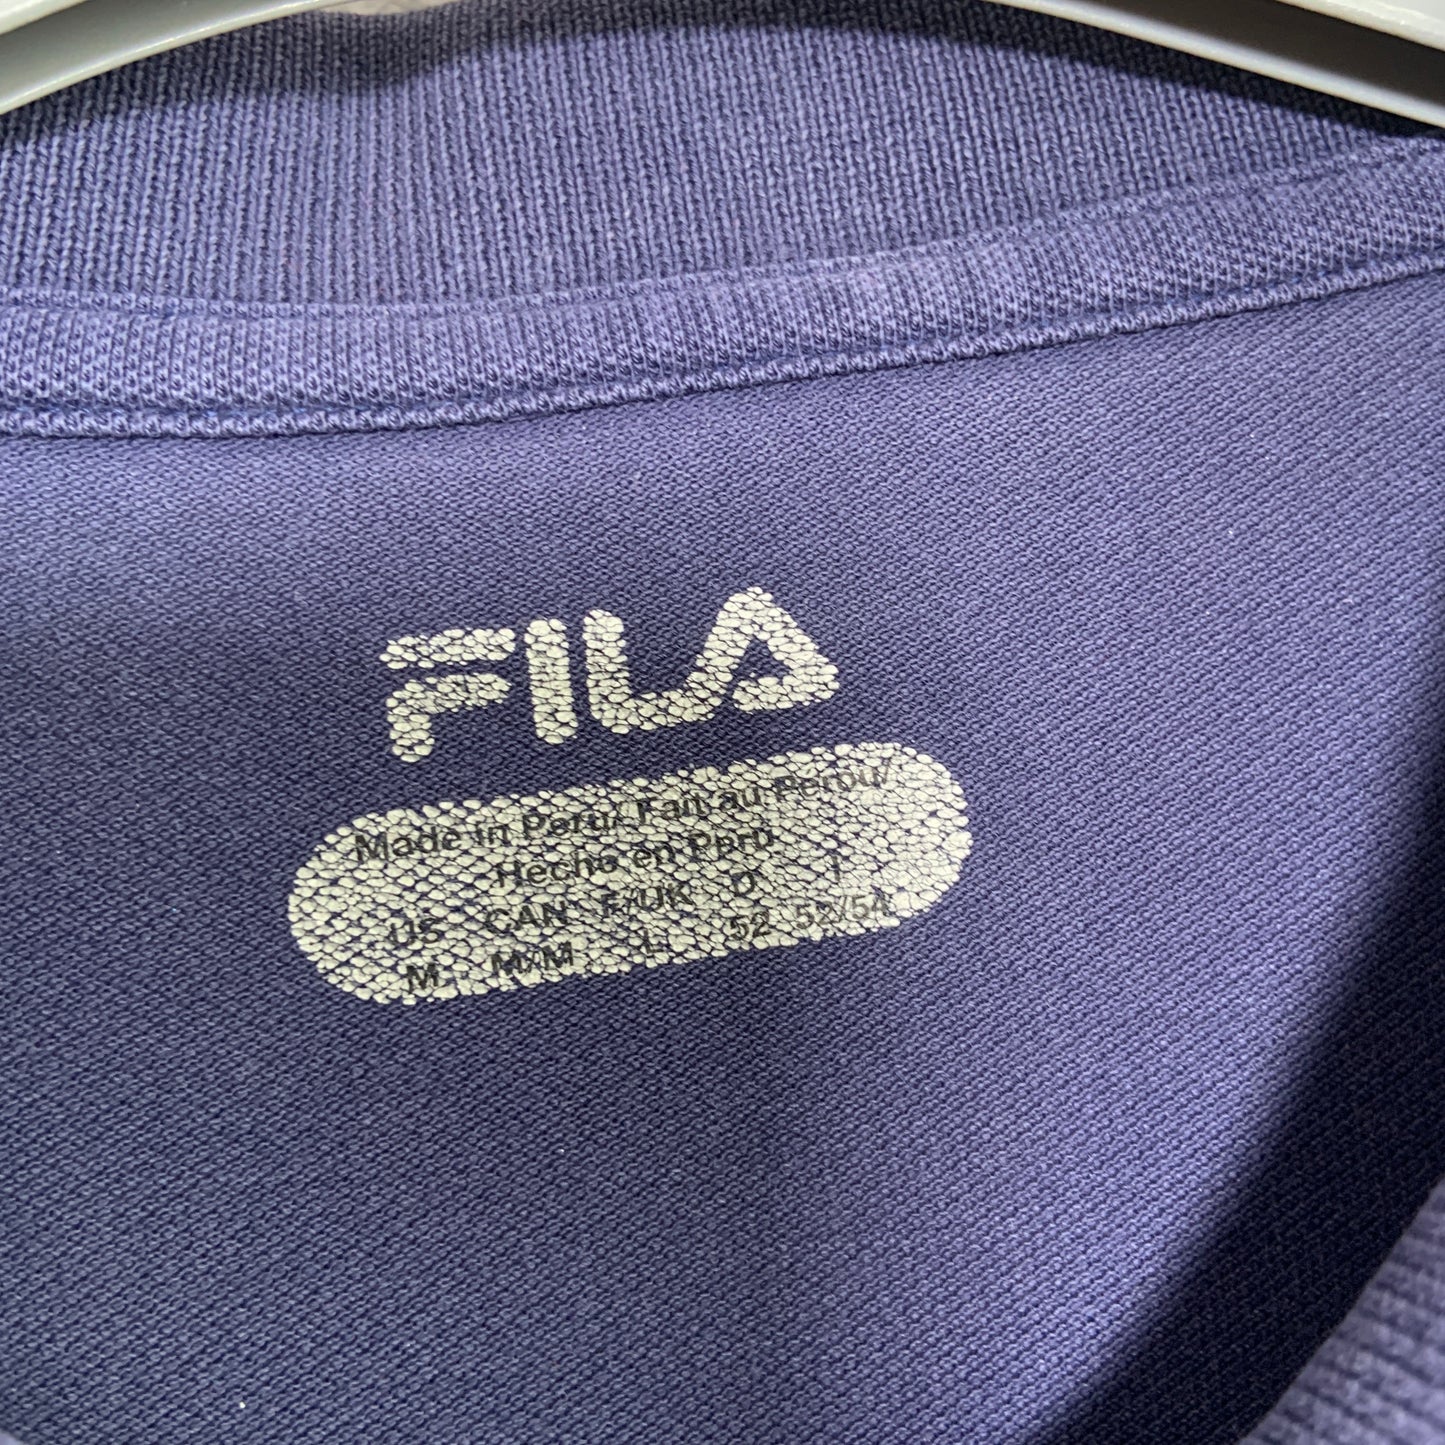 FILA
Made in Peru/ Fait au Perou/
Hecho en Peru
US CAN F/UK D I
M M/M L 52 52/54